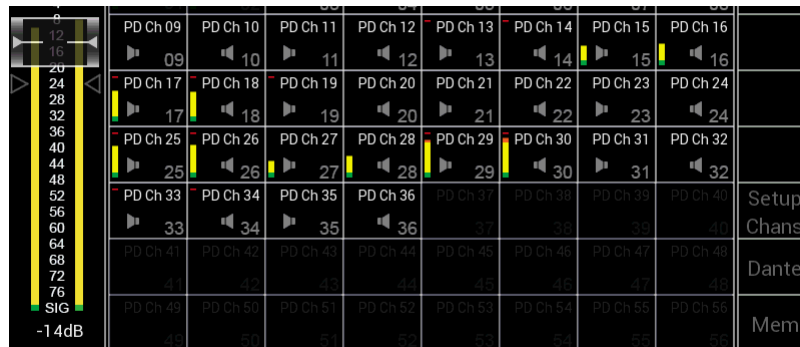 8
12
16
20
24
28
32
36
40
44
48
52
56
60
64
68
72
76
SIG
-14dB
PD Ch 09 PD Ch 10 PD Ch 11 PD Ch 12 PD Ch 13 PD Ch 14 PD Ch 15 PD Ch 16
09 10 11 12 13 14 15 16
PD Ch 17 PD Ch 18 PD Ch 19 PD Ch 20 PD Ch 21 PD Ch 22 PD Ch 23 PD Ch 24
17 18 19 20 21 22 23 24
PD Ch 25 PD Ch 26 PD Ch 27 PD Ch 28 PD Ch 29 PD Ch 30 PD Ch 31 PD Ch 32
25 26 27 28 29 30 31 32
PD Ch 33 PD Ch 34 PD Ch 35 PD Ch 36 PD Ch 37 PD Ch 38 PD Ch 39 PD Ch 40
33 34 35 36 37 38 39 40
PD Ch 41 PD Ch 42 PD Ch 43 PD Ch 44 PD Ch 45 PD Ch 46 PD Ch 47 PD Ch 48
41 42 43 44 45 46 47 48
PD Ch 49 PD Ch 50 PD Ch 51 PD Ch 52 PD Ch 53 PD Ch 54 PD Ch 55 PD Ch 56
49 50 51 52 53 54 55 56
Setup
Chans
Dante
Mem